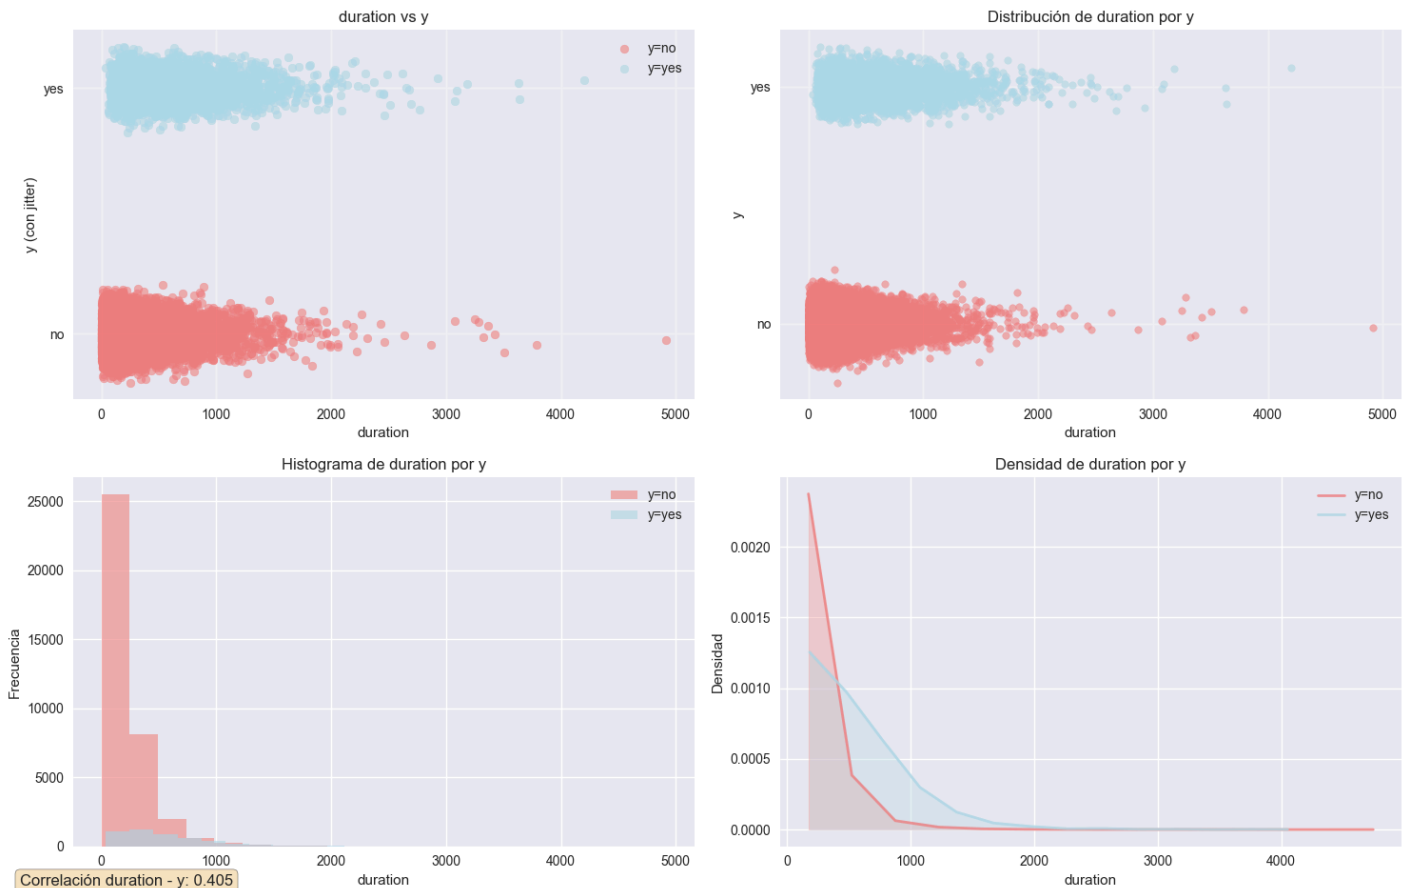 duration vs y
y=no
y=yes
yes
no
y (con jitter)
0 1000 2000 3000 4000 5000
duration
Distribución de duration por y
yes
no
y
0 1000 2000 3000 4000 5000
duration
Histograma de duration por y
y=no
y=yes
25000
20000
15000
10000
5000
0
Frecuencia
0 1000 2000 3000 4000 5000
duration
Correlación duration - y: 0.405
Densidad de duration por y
y=no
y=yes
0.0020
0.0015
0.0010
0.0005
0.0000
Densidad
0 1000 2000 3000 4000
duration